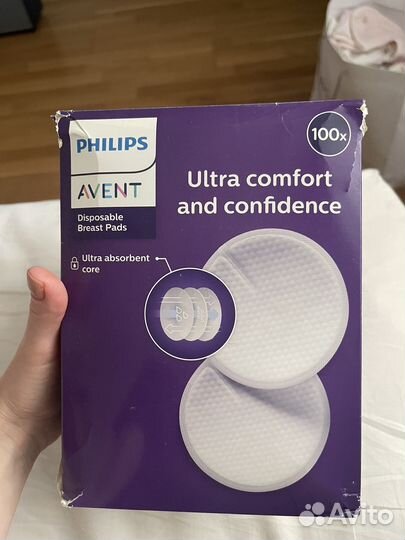 PHILIPS
AVENT
Disposable
Breast Pads
100x
Ultra comfort
and confidence
Ultra absorbent
core
Avito